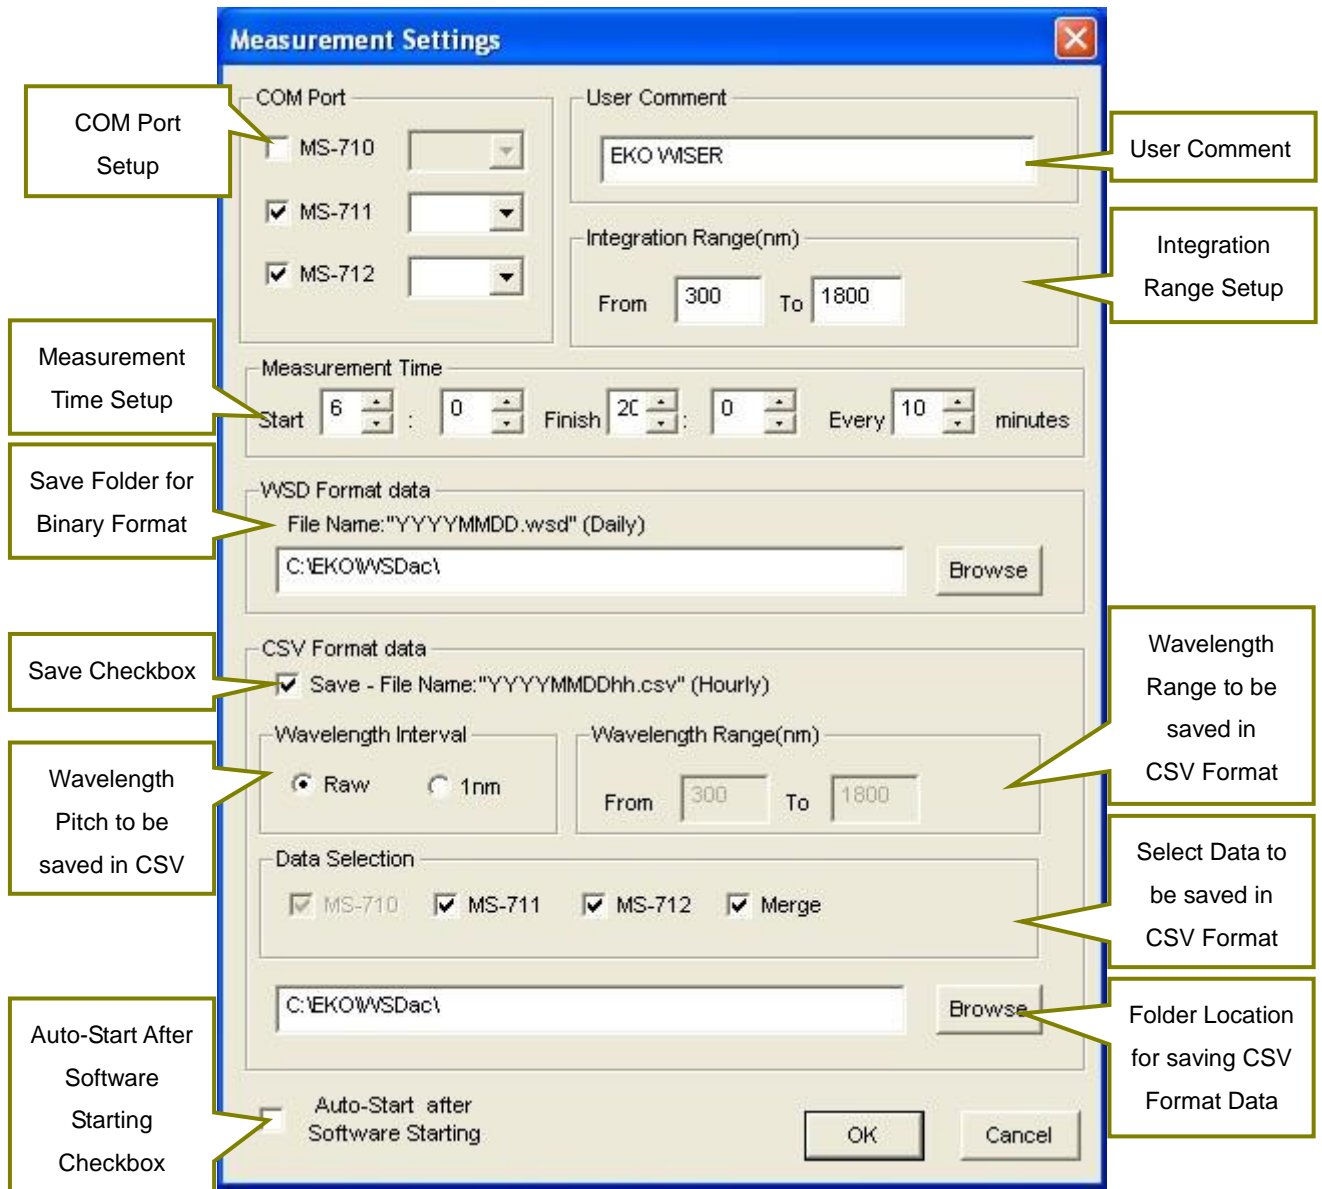 Measurement Settings
COM Port
Setup
COM Port
MS-710
MS-711
MS-712
User Comment
EKO WISER
User Comment
Integration Range(nm)
From 300 To 1800
Integration
Range Setup
Measurement
Time Setup
Measurement Time
Start 6 : 0 Finish 20 : 0 Every 10 minutes
Save Folder for
Binary Format
WSD Format data
File Name:"YYYYMMDD.wsd" (Daily)
C:\EKO\WSDac\
Browse
Save Checkbox
CSV Format data
Save - File Name:"YYYYMMDDhh.csv" (Hourly)
Wavelength
Pitch to be
saved in CSV
Wavelength Interval
Raw 1nm
Wavelength Range(nm)
From 300 To 1800
Wavelength
Range to be
saved in
CSV Format
Data Selection
MS-710 MS-711 MS-712 Merge
Select Data to
be saved in
CSV Format
C:\EKO\WSDac\
Browse
Folder Location
for saving CSV
Format Data
Auto-Start After
Software
Starting
Checkbox
Auto-Start after
Software Starting
OK
Cancel